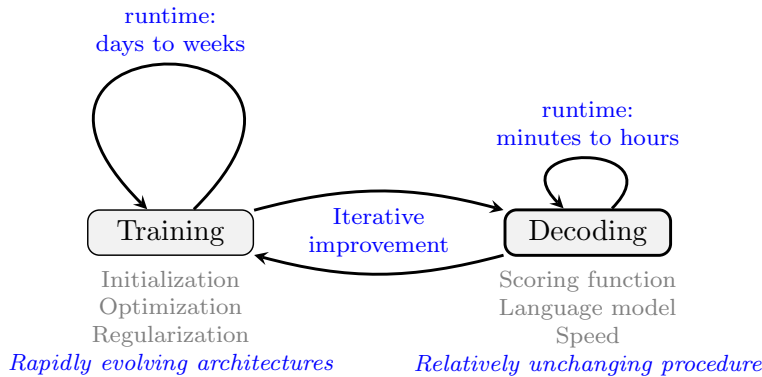 runtime:
days to weeks
runtime:
minutes to hours
Training
Iterative
improvement
Decoding
Initialization
Optimization
Regularization
Rapidly evolving architectures
Scoring function
Language model
Speed
Relatively unchanging procedure